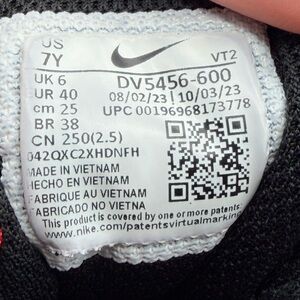 US
7Y VT2
UK 6 DV5456-600
UR 40 08/02/23 10/03/23
cm 25 UPC 00196968173778
BR 38
CN 250(2.5)
042QXC2XHDNFH
MADE IN VIETNAM
HECHO EN VIETNAM
FABRIQUE AU VIETNAM
FABRICADO NO VIETNA
This product is covered by one or more patents.
www.nike.com/patentsvirtualmarking